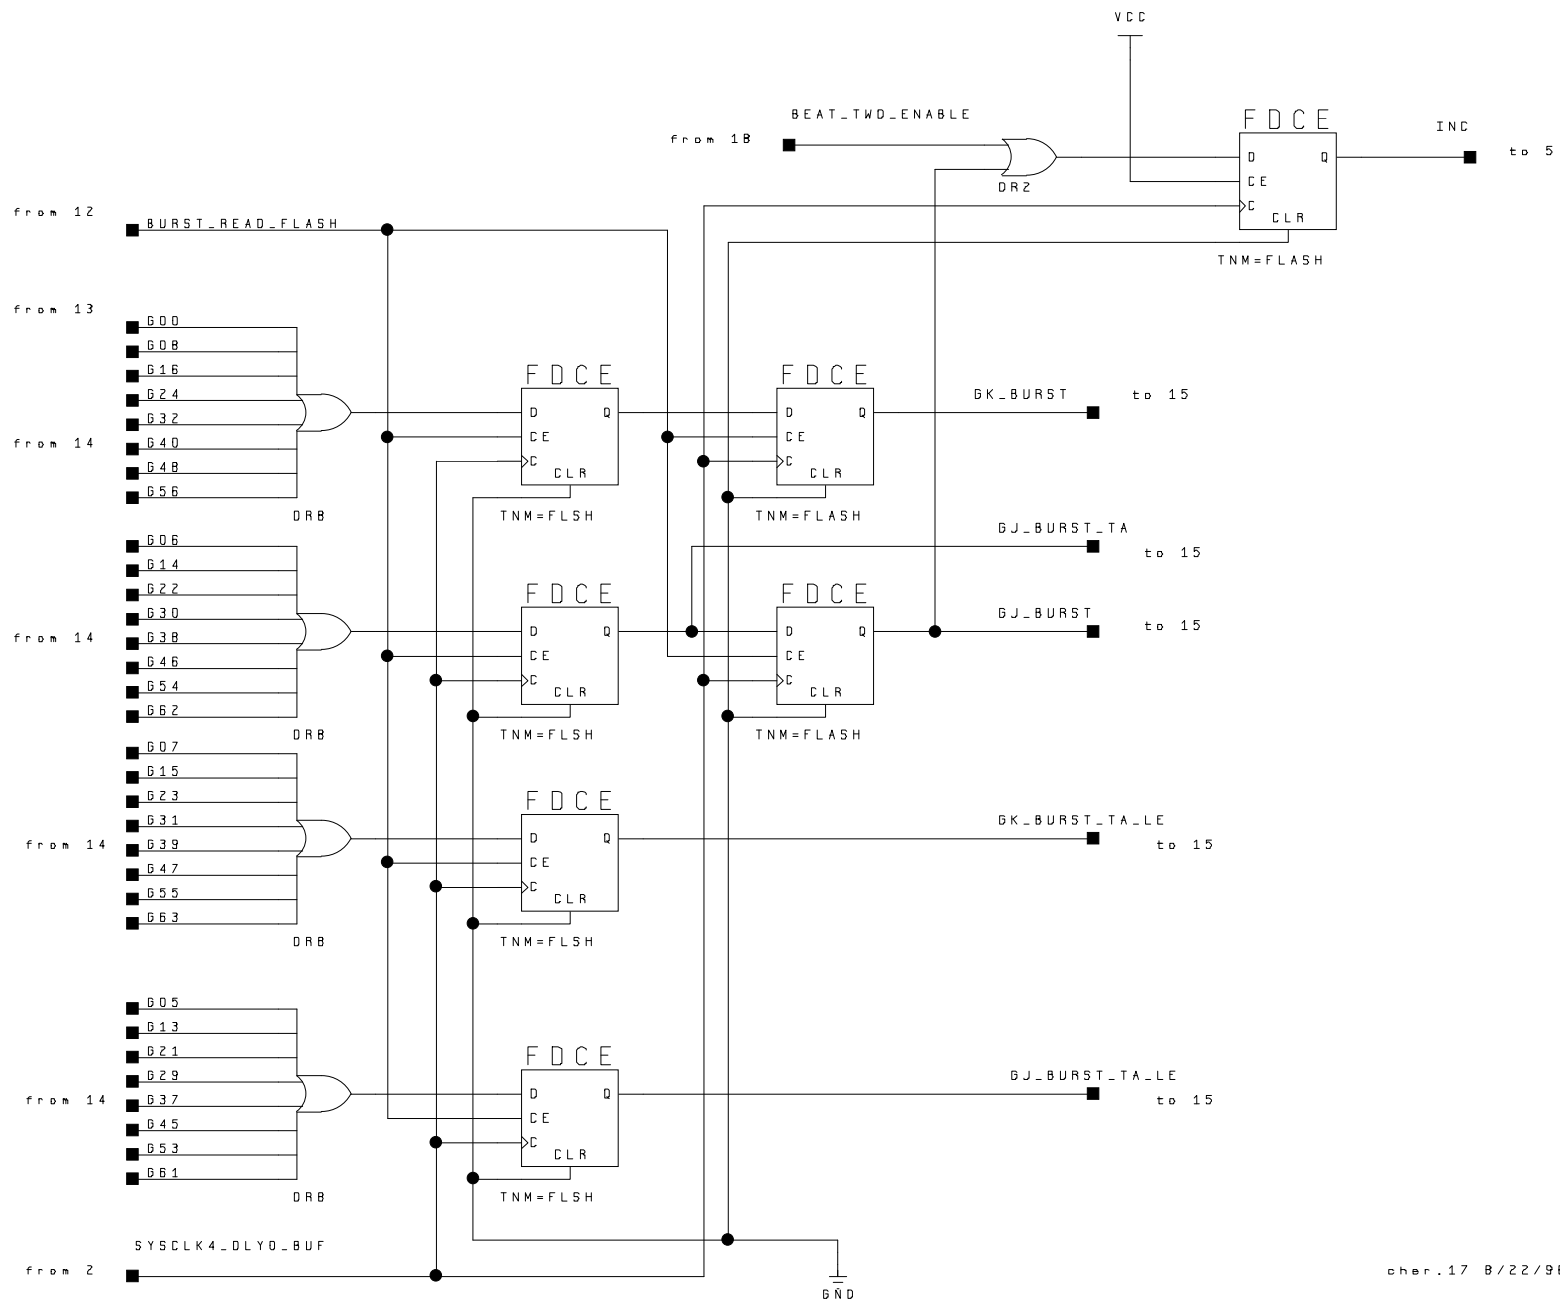 VCC
BEAT_TWO_ENABLE
from 18
FDCE
INC
to 5
D
Q
CE
C
CLR
OR2
TNM=FLASH
from 12
BURST_READ_FLASH
from 13
G00
G08
G16
G24
G32
from 14
G40
G48
G56
OR8
FDCE
D
Q
CE
C
CLR
TNM=FLSH
FDCE
D
Q
CE
C
CLR
TNM=FLASH
GK_BURST
to 15
G06
G14
G22
G30
from 14
G38
G46
G54
G62
OR8
FDCE
D
Q
CE
C
CLR
TNM=FLSH
FDCE
D
Q
CE
C
CLR
TNM=FLASH
GJ_BURST_TA
to 15
GJ_BURST
to 15
G07
G15
G23
G31
from 14
G39
G47
G55
G63
OR8
FDCE
D
Q
CE
C
CLR
TNM=FLSH
GK_BURST_TA_LE
to 15
G05
G13
G21
G29
from 14
G37
G45
G53
G61
OR8
FDCE
D
Q
CE
C
CLR
TNM=FLSH
GJ_BURST_TA_LE
to 15
SYSCLK4_DLY0_BUF
from 2
GND
cher.17